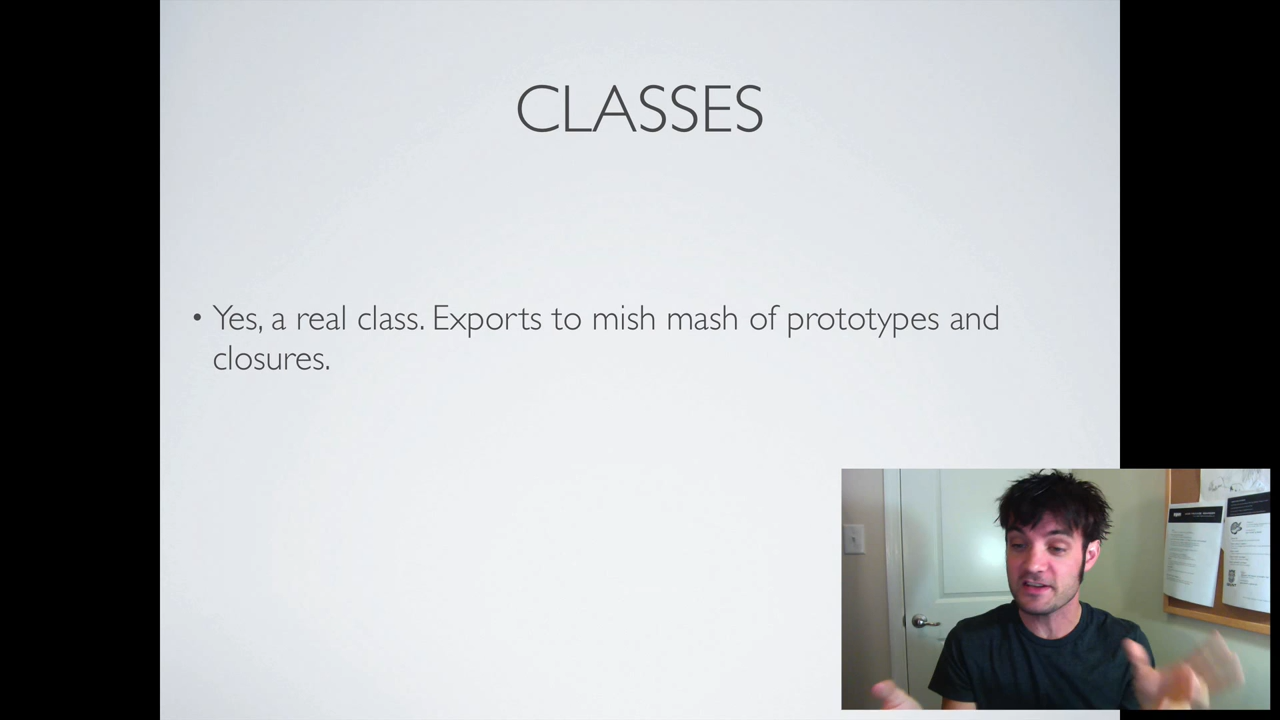 CLASSES
• Yes, a real class. Exports to mish mash of prototypes and
closures.